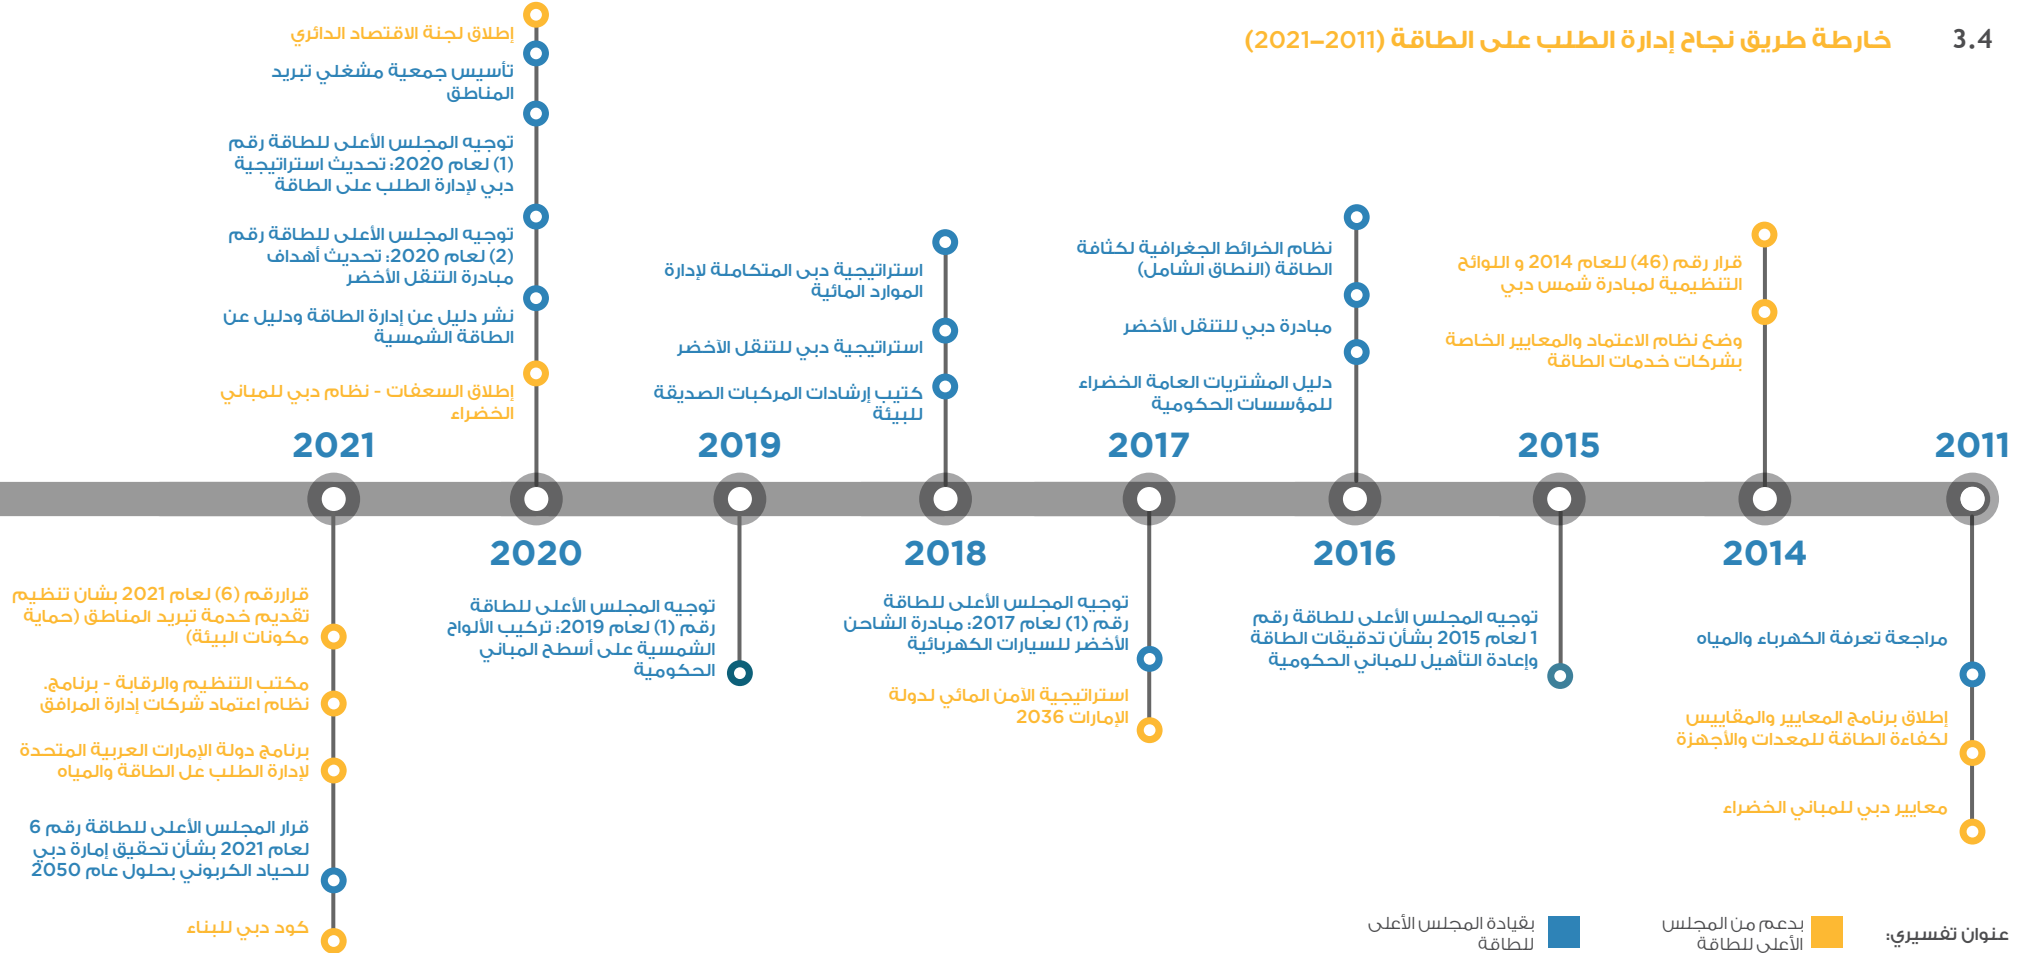 3.4 خارطة طريق نجاح إدارة الطلب على الطاقة (2011–2021)
2011
مراجعة تعرفة الكهرباء والمياه
إطلاق برنامج المعايير والمقاييس
لكفاءة الطاقة للمعدات والأجهزة
معايير دبي للمباني الخضراء
قرار رقم (46) للعام 2014 و اللوائح
التنظيمية لمبادرة شمس دبي
وضع نظام الاعتماد والمعايير الخاصة
بشركات خدمات الطاقة
2014
2015
توجيه المجلس الأعلى للطاقة رقم
1 لعام 2015 بشأن تدقيقات الطاقة
وإعادة التأهيل للمباني الحكومية
نظام الخرائط الجغرافية لكثافة
الطاقة (النطاق الشامل)
مبادرة دبي للتنقل الأخضر
دليل المشتريات العامة الخضراء
للمؤسسات الحكومية
2016
2017
توجيه المجلس الأعلى للطاقة
رقم (1) لعام 2017: مبادرة الشاحن
الأخضر للسيارات الكهربائية
استراتيجية الأمن المائي لدولة
الإمارات 2036
استراتيجية دبى المتكاملة لإدارة
الموارد المائية
استراتيجية دبي للتنقل الأخضر
كتيب إرشادات المركبات الصديقة
للبيئة
2018
2019
توجيه المجلس الأعلى للطاقة
رقم (1) لعام 2019: تركيب الألواح
الشمسية على أسطح المباني
الحكومية
إطلاق لجنة الاقتصاد الدائري
تأسيس جمعية مشغلي تبريد
المناطق
توجيه المجلس الأعلى للطاقة رقم
(1) لعام 2020: تحديث استراتيجية
دبي لإدارة الطلب على الطاقة
توجيه المجلس الأعلى للطاقة رقم
(2) لعام 2020: تحديث أهداف
مبادرة التنقل الأخضر
نشر دليل عن إدارة الطاقة ودليل عن
الطاقة الشمسية
إطلاق السعفات - نظام دبي للمباني
الخضراء
2020
2021
قراررقم (6) لعام 2021 بشان تنظيم
تقديم خدمة تبريد المناطق (حماية
مكونات البيئة)
مكتب التنظيم والرقابة - برنامج.
نظام اعتماد شركات إدارة المرافق
برنامج دولة الإمارات العربية المتحدة
لإدارة الطلب عل الطاقة والمياه
قرار المجلس الأعلى للطاقة رقم 6
لعام 2021 بشأن تحقيق إمارة دبي
للحياد الكربوني بحلول عام 2050
كود دبي للبناء
عنوان تفسيري:
بدعم من المجلس
الأعلى للطاقة
بقيادة المجلس الأعلى
للطاقة